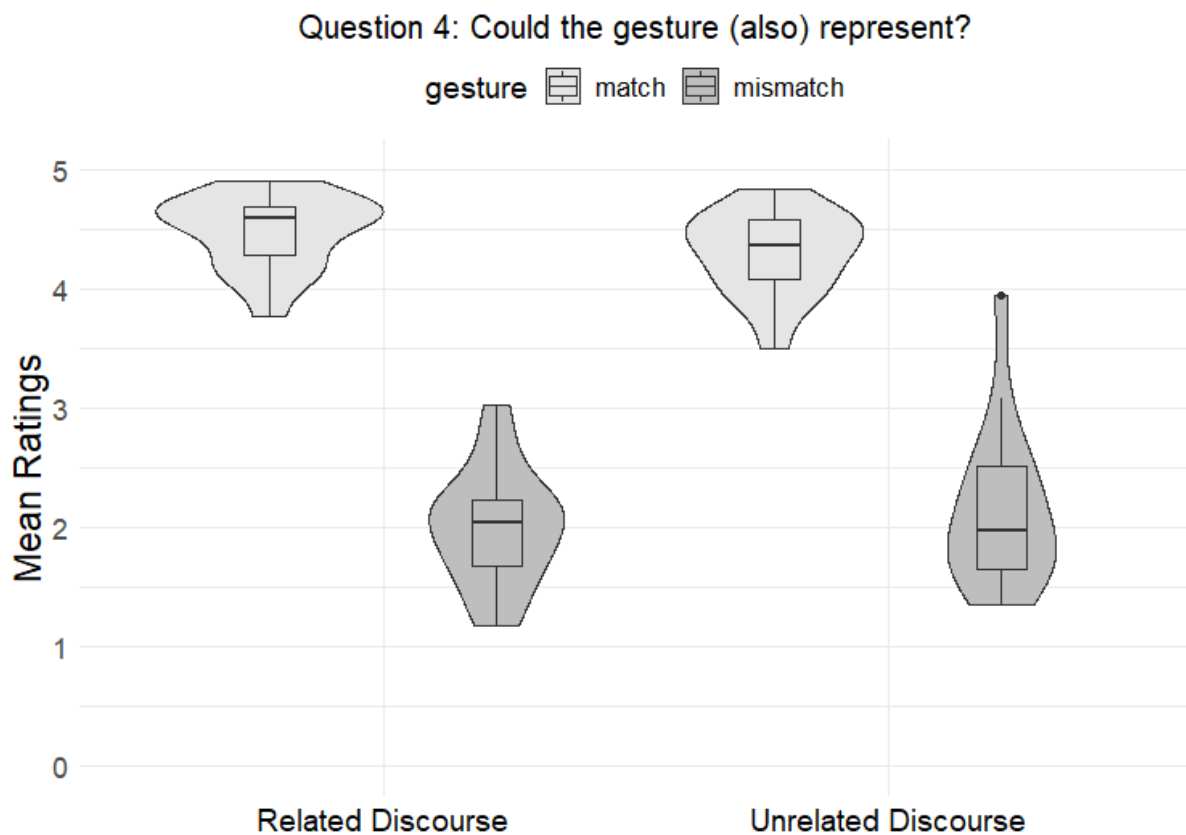 Question 4: Could the gesture (also) represent?
gesture match mismatch
5
4
3
2
1
0
Mean Ratings
Related Discourse Unrelated Discourse